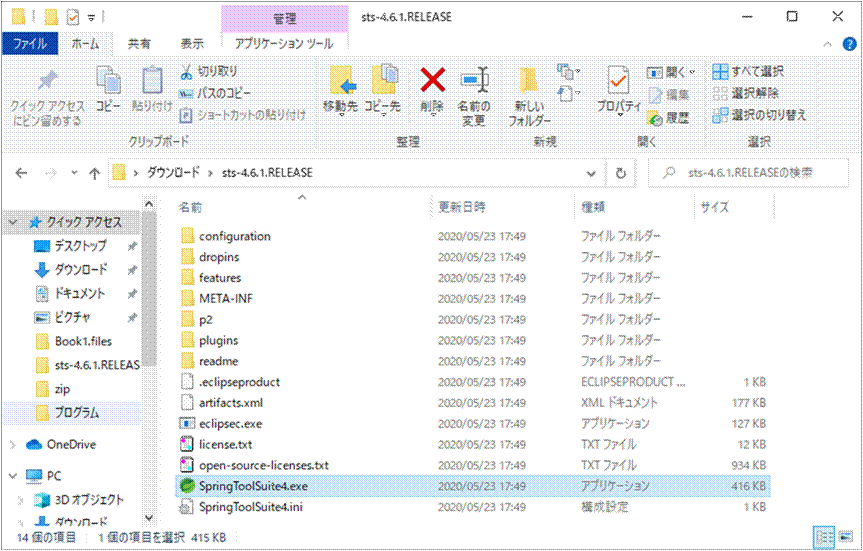 管理
sts-4.6.1.RELEASE
ファイル ホーム 共有 表示 アプリケーション ツール
クイック アクセス
にピン留めする
コピー
貼り付け
切り取り
パスのコピー
ショートカットの貼り付け
クリップボード
移動先
コピー先
削除
名前の
変更
整理
新しい
フォルダー
新規
プロパティ
開く
編集
履歴
開く
すべて選択
選択解除
選択の切り替え
選択
ダウンロード sts-4.6.1.RELEASE
sts-4.6.1.RELEASEの検索
クイック アクセス
デスクトップ
ダウンロード
ドキュメント
ピクチャ
Book1.files
sts-4.6.1.RELEAS
zip
プログラム
OneDrive
PC
3D オブジェクト
ダウンロード
名前 更新日時 種類 サイズ
configuration 2020/05/23 17:49 ファイル フォルダー
dropins 2020/05/23 17:49 ファイル フォルダー
features 2020/05/23 17:49 ファイル フォルダー
META-INF 2020/05/23 17:49 ファイル フォルダー
p2 2020/05/23 17:49 ファイル フォルダー
plugins 2020/05/23 17:49 ファイル フォルダー
readme 2020/05/23 17:49 ファイル フォルダー
.eclipseproduct 2020/05/23 17:49 ECLIPSEPRODUCT ... 1 KB
artifacts.xml 2020/05/23 17:49 XML ドキュメント 177 KB
eclipsec.exe 2020/05/23 17:49 アプリケーション 127 KB
license.txt 2020/05/23 17:49 TXT ファイル 12 KB
open-source-licenses.txt 2020/05/23 17:49 TXT ファイル 934 KB
SpringToolSuite4.exe 2020/05/23 17:49 アプリケーション 416 KB
SpringToolSuite4.ini 2020/05/23 17:49 構成設定 1 KB
14 個の項目 1 個の項目を選択 415 KB